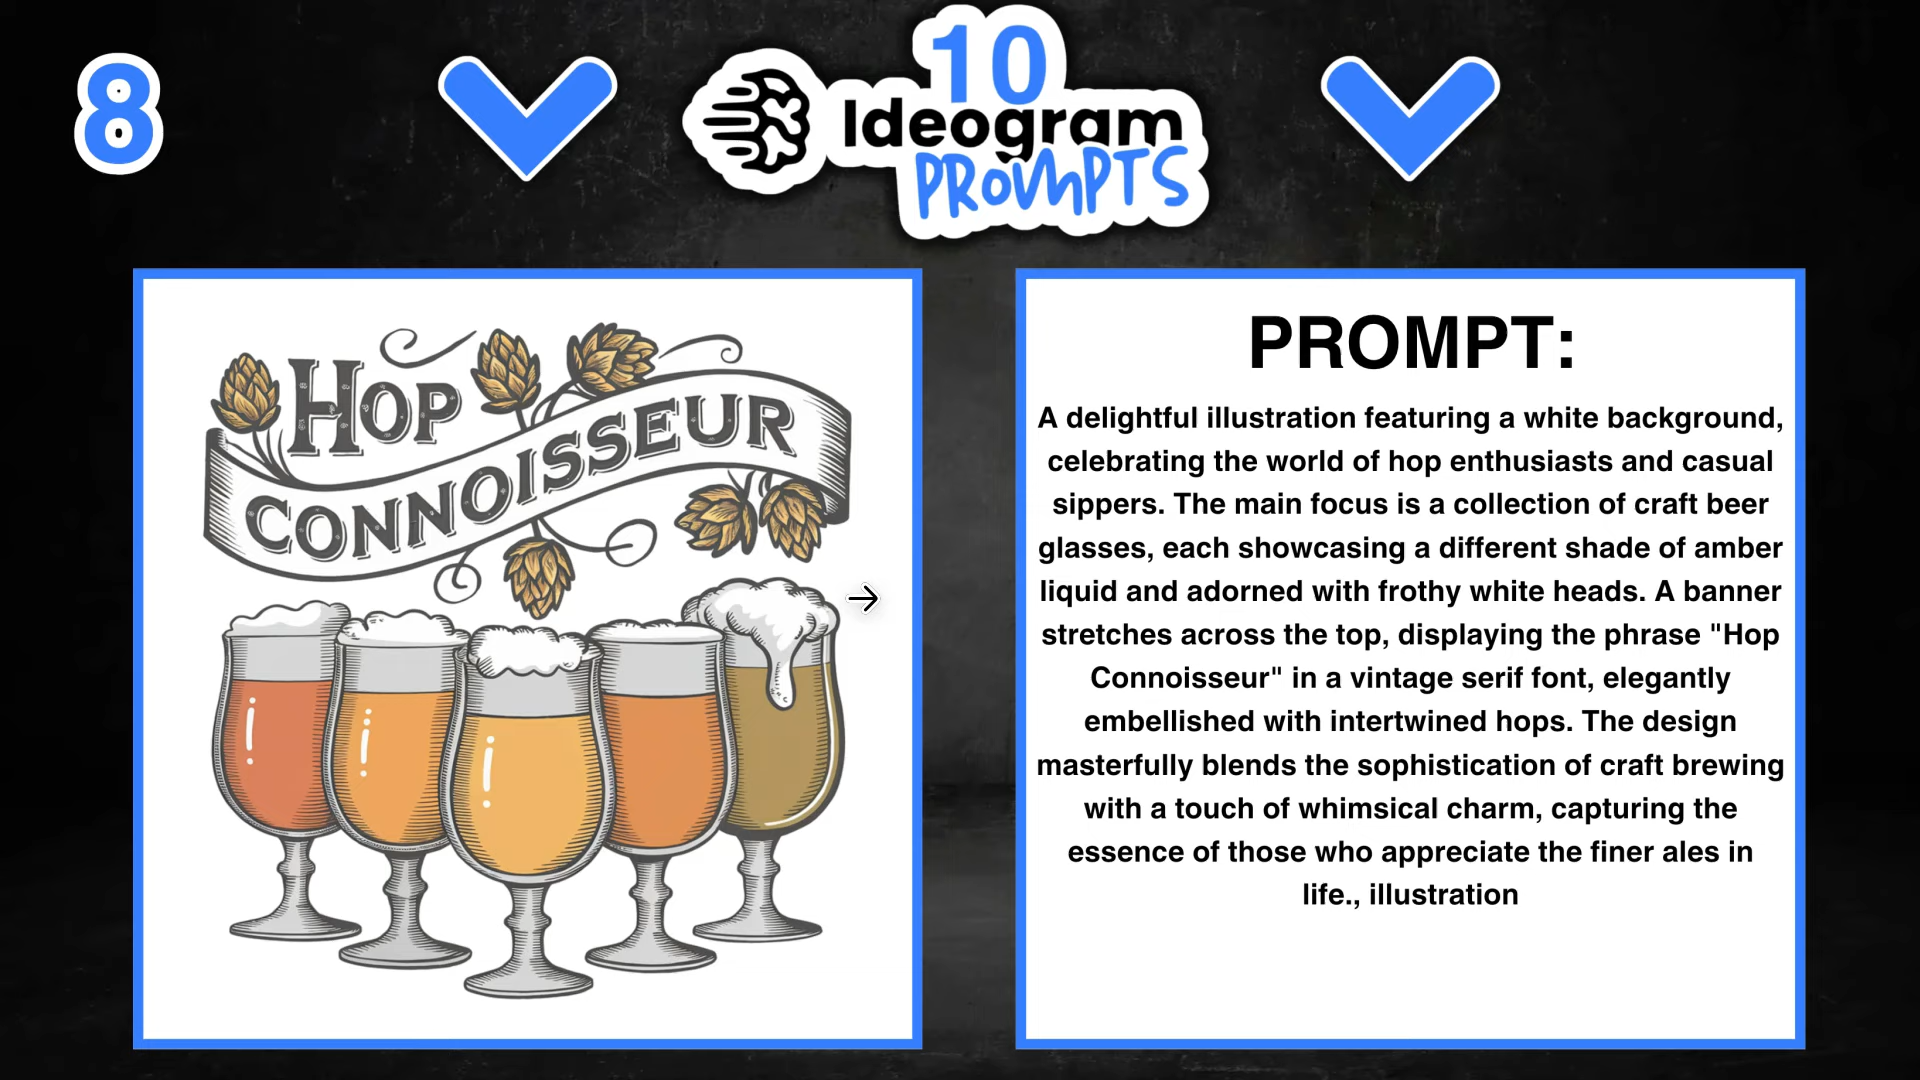 8
10
Ideogram
PROMPTS
HOP
CONNOISSEUR
PROMPT:
A delightful illustration featuring a white background,
celebrating the world of hop enthusiasts and casual
sippers. The main focus is a collection of craft beer
glasses, each showcasing a different shade of amber
liquid and adorned with frothy white heads. A banner
stretches across the top, displaying the phrase "Hop
Connoisseur" in a vintage serif font, elegantly
embellished with intertwined hops. The design
masterfully blends the sophistication of craft brewing
with a touch of whimsical charm, capturing the
essence of those who appreciate the finer ales in
life., illustration